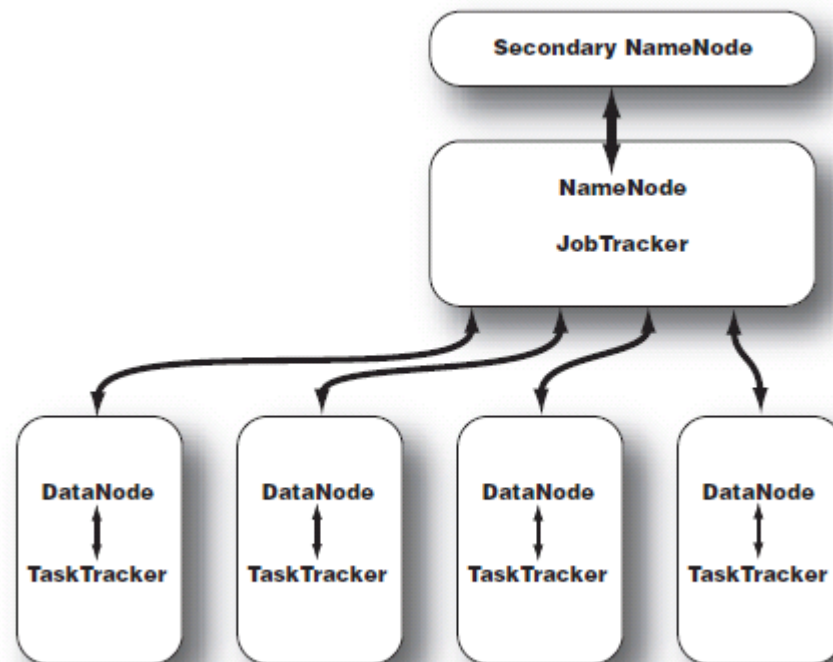 Secondary NameNode
NameNode
JobTracker
DataNode
TaskTracker
DataNode
TaskTracker
DataNode
TaskTracker
DataNode
TaskTracker